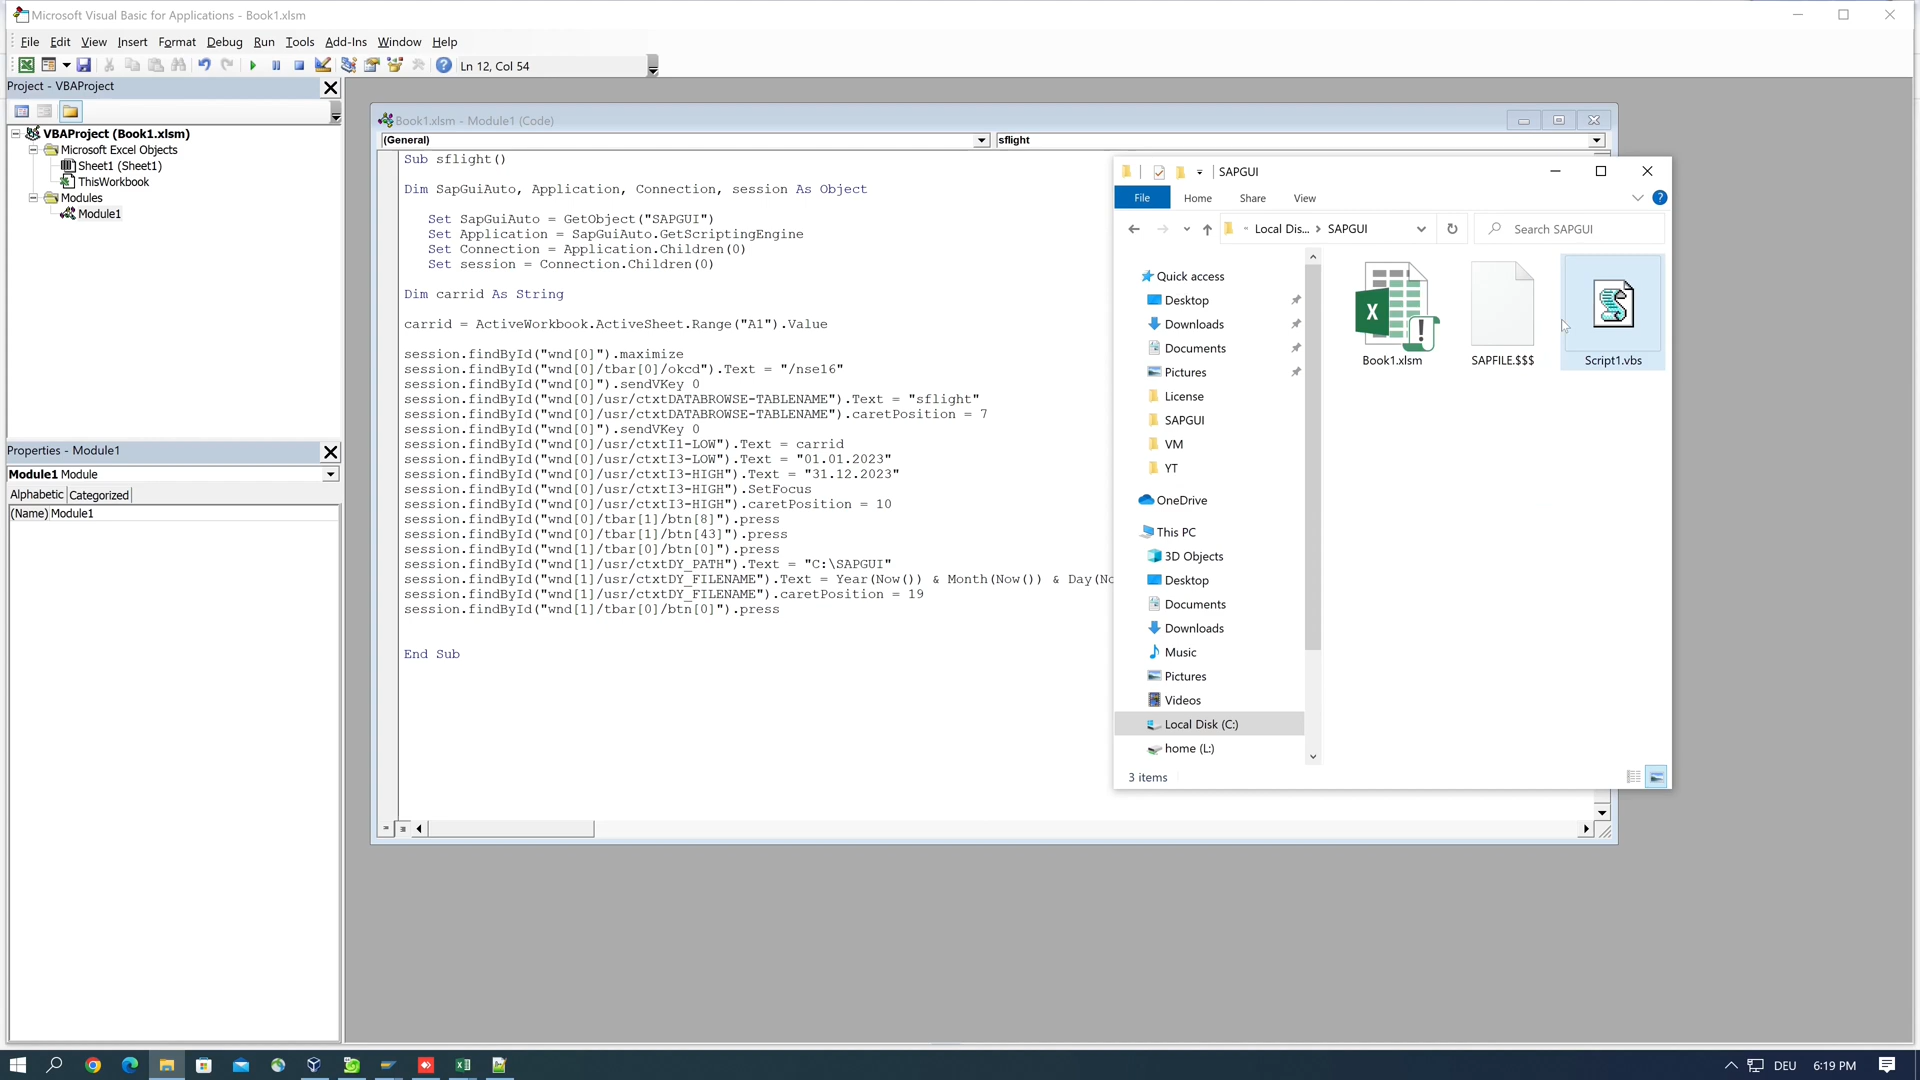 Microsoft Visual Basic for Applications - Book1.xlsm
File Edit View Insert Format Debug Run Tools Add-Ins Window Help
Ln 12, Col 54
Project - VBAProject
VBAProject (Book1.xlsm)
Microsoft Excel Objects
Sheet1 (Sheet1)
ThisWorkbook
Modules
Module1
Properties - Module1
Module1 Module
Alphabetic Categorized
(Name) Module1
Book1.xlsm - Module1 (Code)
(General) sflight
Sub sflight()
Dim SapGuiAuto, Application, Connection, session As Object
Set SapGuiAuto = GetObject("SAPGUI")
Set Application = SapGuiAuto.GetScriptingEngine
Set Connection = Application.Children(0)
Set session = Connection.Children(0)
Dim carrid As String
carrid = ActiveWorkbook.ActiveSheet.Range("A1").Value
session.findById("wnd[0]").maximize
session.findById("wnd[0]/tbar[0]/okcd").Text = "/nse16"
session.findById("wnd[0]").sendVKey 0
session.findById("wnd[0]/usr/ctxtDATABROWSE-TABLENAME").Text = "sflight"
session.findById("wnd[0]/usr/ctxtDATABROWSE-TABLENAME").caretPosition = 7
session.findById("wnd[0]").sendVKey 0
session.findById("wnd[0]/usr/ctxtI1-LOW").Text = carrid
session.findById("wnd[0]/usr/ctxtI3-LOW").Text = "01.01.2023"
session.findById("wnd[0]/usr/ctxtI3-HIGH").Text = "31.12.2023"
session.findById("wnd[0]/usr/ctxtI3-HIGH").SetFocus
session.findById("wnd[0]/usr/ctxtI3-HIGH").caretPosition = 10
session.findById("wnd[0]/tbar[1]/btn[8]").press
session.findById("wnd[0]/tbar[1]/btn[43]").press
session.findById("wnd[1]/tbar[0]/btn[0]").press
session.findById("wnd[1]/usr/ctxtDY_PATH").Text = "C:\SAPGUI"
session.findById("wnd[1]/usr/ctxtDY_FILENAME").Text = Year(Now()) & Month(Now()) & Day(No
session.findById("wnd[1]/usr/ctxtDY_FILENAME").caretPosition = 19
session.findById("wnd[1]/tbar[0]/btn[0]").press
End Sub
SAPGUI
File Home Share View
Local Dis... SAPGUI
Search SAPGUI
Quick access
Desktop
Downloads
Documents
Pictures
License
SAPGUI
VM
YT
OneDrive
This PC
3D Objects
Desktop
Documents
Downloads
Music
Pictures
Videos
Local Disk (C:)
home (L:)
Book1.xlsm
SAPFILE.$$$
Script1.vbs
3 items
DEU 6:19 PM